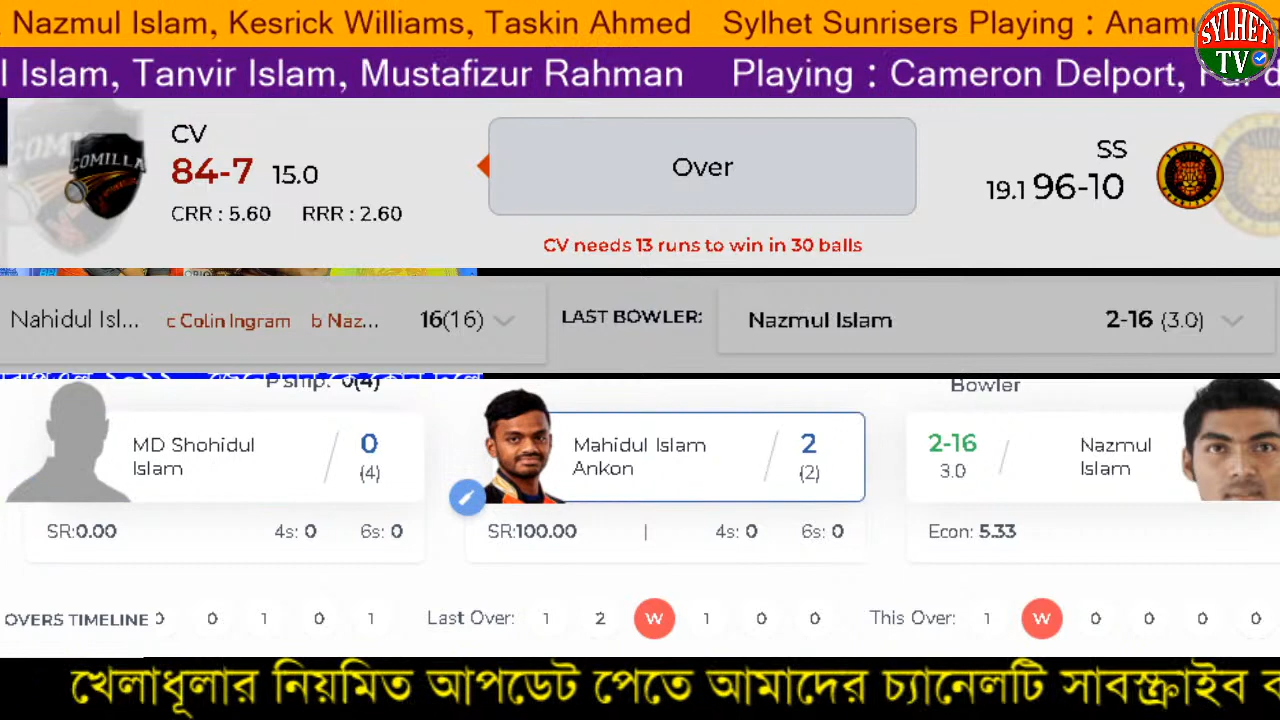 Nazmul Islam, Kesrick Williams, Taskin Ahmed Sylhet Sunrisers Playing :
SYLHET
TV
Islam, Tanvir Islam, Mustafizur Rahman Playing : Cameron Delport,
COMILLA
CV
84-7 15.0
CRR : 5.60 RRR : 2.60
Over
CV needs 13 runs to win in 30 balls
SS
19.1 96-10
Nahidul Isl... c Colin Ingram b Naz... 16(16)
LAST BOWLER:
Nazmul Islam 2-16 (3.0)
P'ship: 0(4)
Bowler
MD Shohidul Islam 0 (4)
SR:0.00 4s: 0 6s: 0
Mahidul Islam Ankon 2 (2)
SR:100.00 | 4s: 0 6s: 0
2-16 3.0 Nazmul Islam
Econ: 5.33
OVERS TIMELINE 0 1 0 1 Last Over: 1 2 W 1 0 0 This Over: 1 W 0 0 0 0
খেলাধূলার নিয়মিত আপডেট পেতে আমাদের চ্যানেলটি সাবস্ক্রাইব